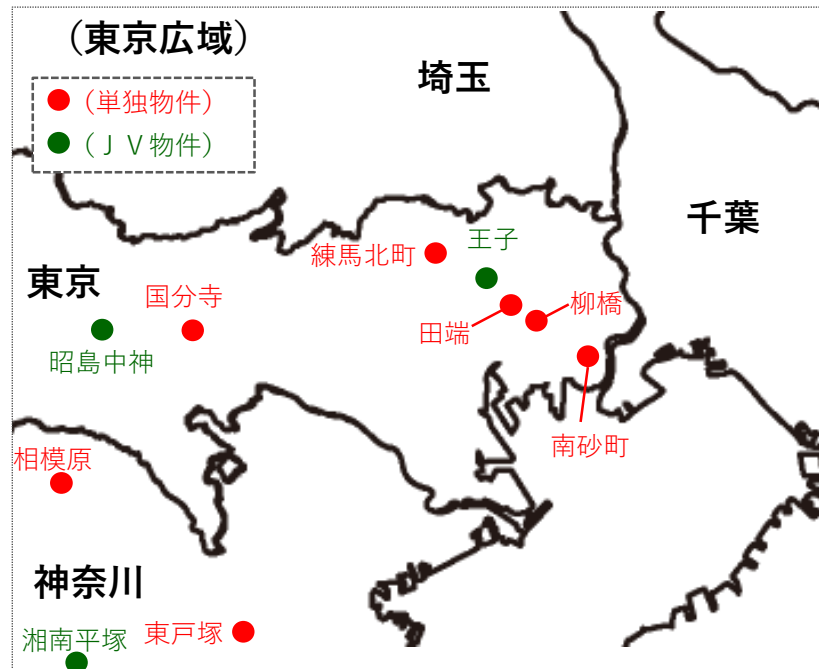 （東京広域）
（単独物件）
（ＪＶ物件）
埼玉
千葉
王子
練馬北町
東京
国分寺
柳橋
田端
昭島中神
南砂町
相模原
神奈川
東戸塚
湘南平塚